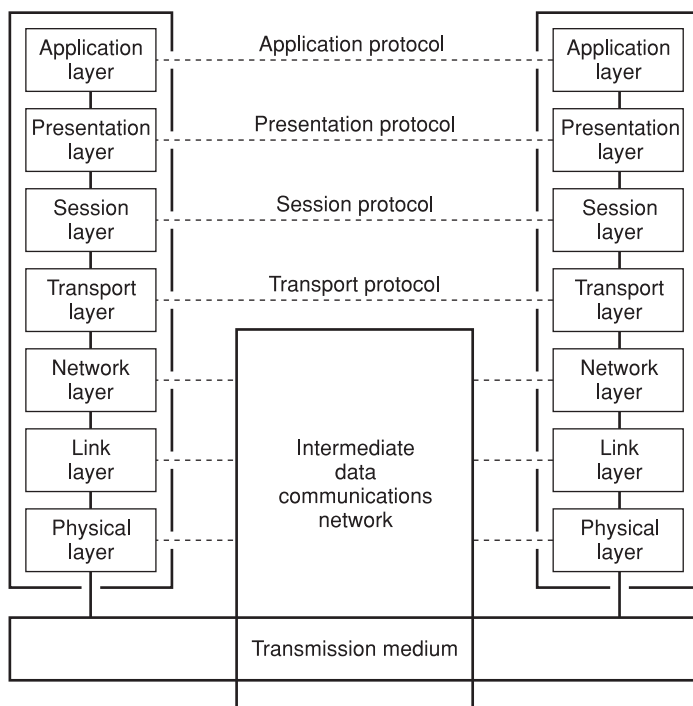 Application
layer
Application protocol
Application
layer
Presentation
layer
Presentation protocol
Presentation
layer
Session
layer
Session protocol
Session
layer
Transport
layer
Transport protocol
Transport
layer
Network
layer
Network
layer
Link
layer
Intermediate
data
communications
network
Link
layer
Physical
layer
Physical
layer
Transmission medium